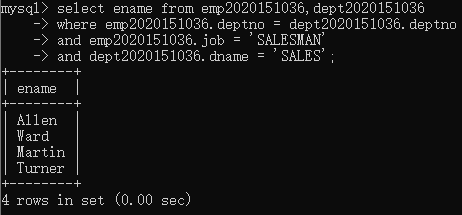 mysql> select ename from emp2020151036,dept2020151036
-> where emp2020151036.deptno = dept2020151036.deptno
-> and emp2020151036.job = 'SALESMAN'
-> and dept2020151036.dname = 'SALES';
+--------+
| ename |
+--------+
| Allen |
| Ward |
| Martin |
| Turner |
+--------+
4 rows in set (0.00 sec)